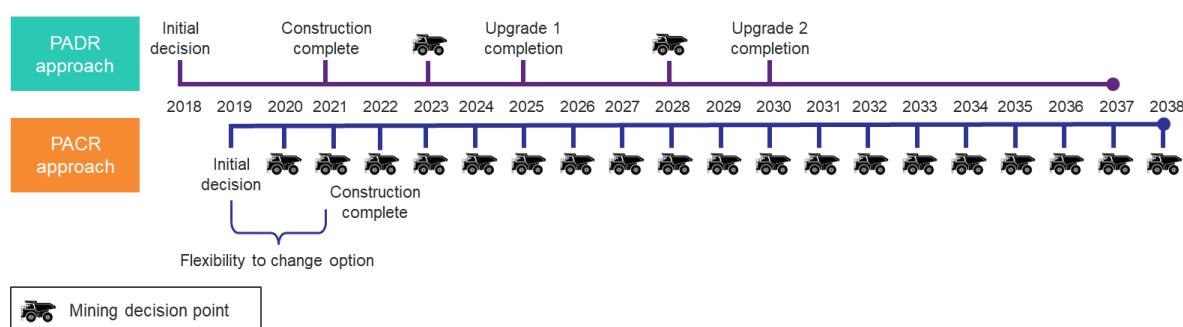 PADR
approach
Initial
decision
Construction
complete
Upgrade 1
completion
Upgrade 2
completion
2018 2019 2020 2021 2022 2023 2024 2025 2026 2027 2028 2029 2030 2031 2032 2033 2034 2035 2036 2037 2038
PACR
approach
Initial
decision
Construction
complete
Flexibility to change option
Mining decision point